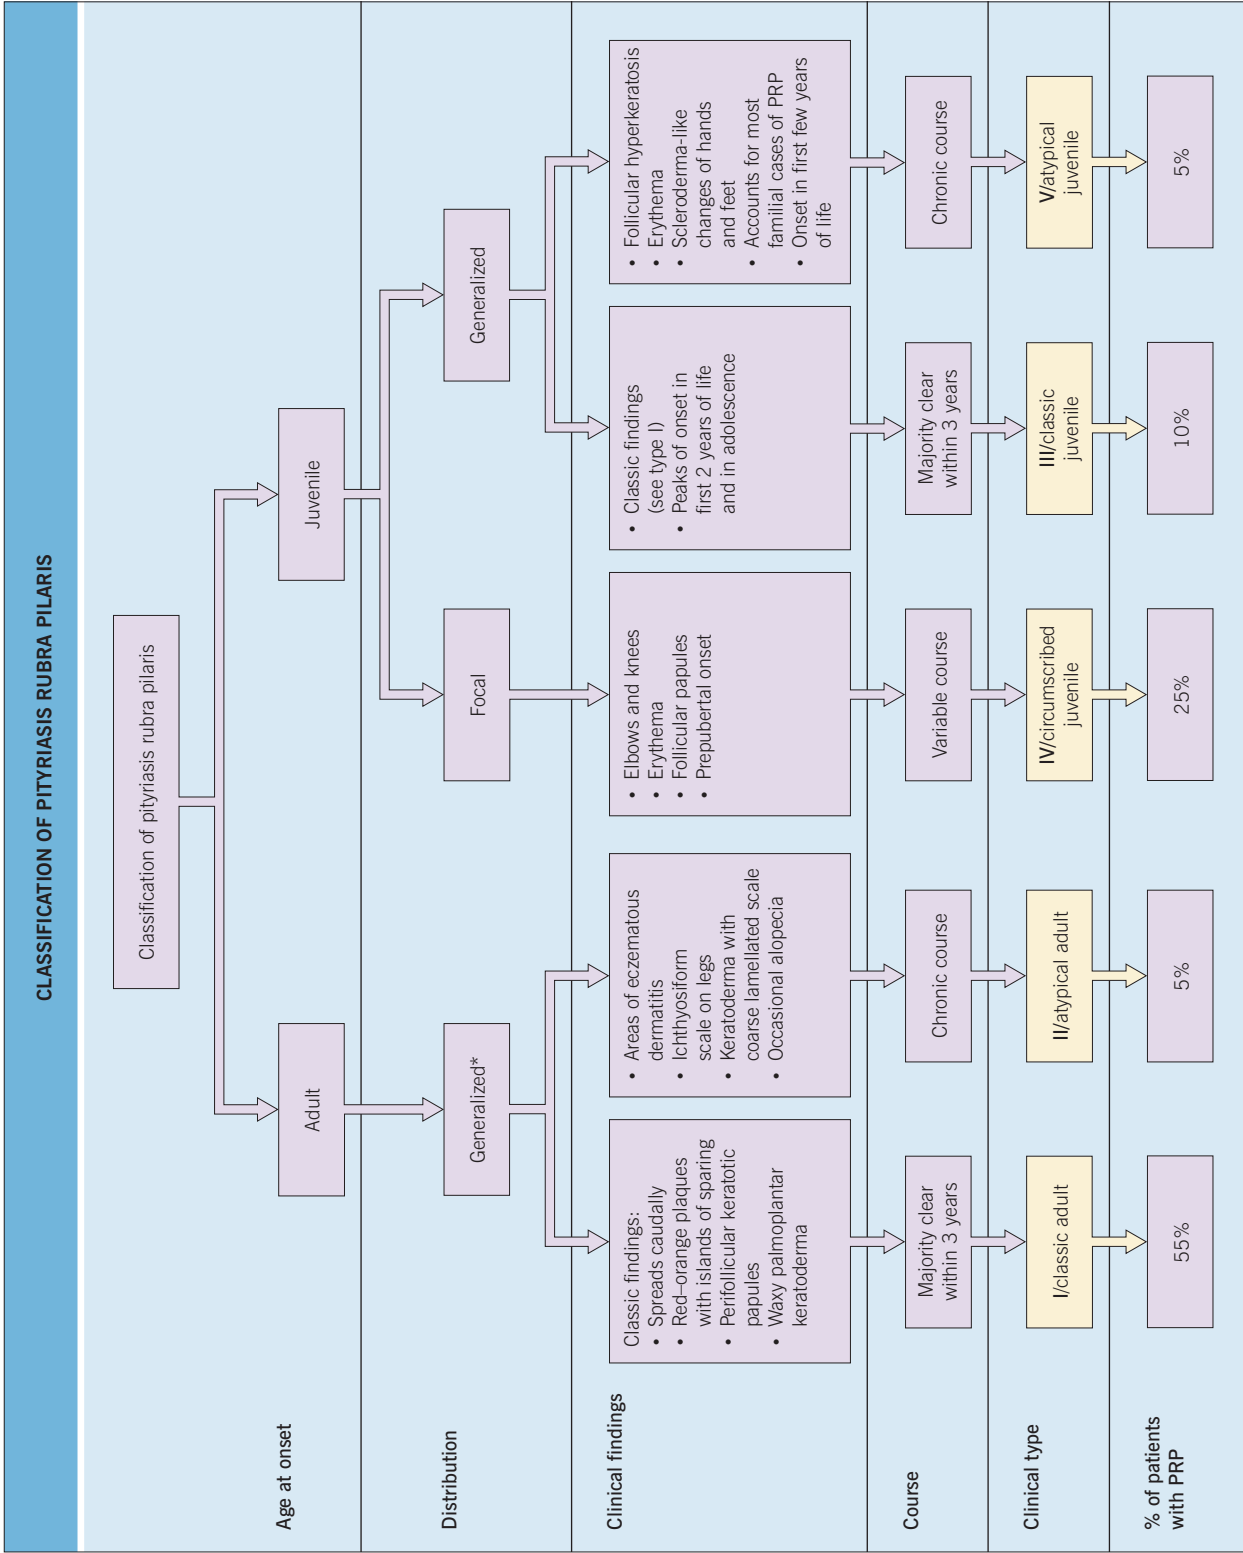 CLASSIFICATION OF PITYRIASIS RUBRA PILARIS
Classification of pityriasis rubra pilaris
Age at onset
Adult
Juvenile
Distribution
Generalized*
Focal
Generalized
Clinical findings
Classic findings:
• Spreads caudally
• Red–orange plaques
with islands of sparing
• Perifollicular keratotic
papules
• Waxy palmoplantar
keratoderma
• Areas of eczematous
dermatitis
• Ichthyosiform
scale on legs
• Keratoderma with
coarse lamellated scale
• Occasional alopecia
• Elbows and knees
• Erythema
• Follicular papules
• Prepubertal onset
• Classic findings
(see type I)
• Peaks of onset in
first 2 years of life
and in adolescence
• Follicular hyperkeratosis
• Erythema
• Scleroderma-like
changes of hands
and feet
• Accounts for most
familial cases of PRP
• Onset in first few years
of life
Course
Majority clear
within 3 years
Chronic course
Variable course
Majority clear
within 3 years
Chronic course
Clinical type
I/classic adult
II/atypical adult
IV/circumscribed
juvenile
III/classic
juvenile
V/atypical
juvenile
% of patients
with PRP
55%
5%
25%
10%
5%